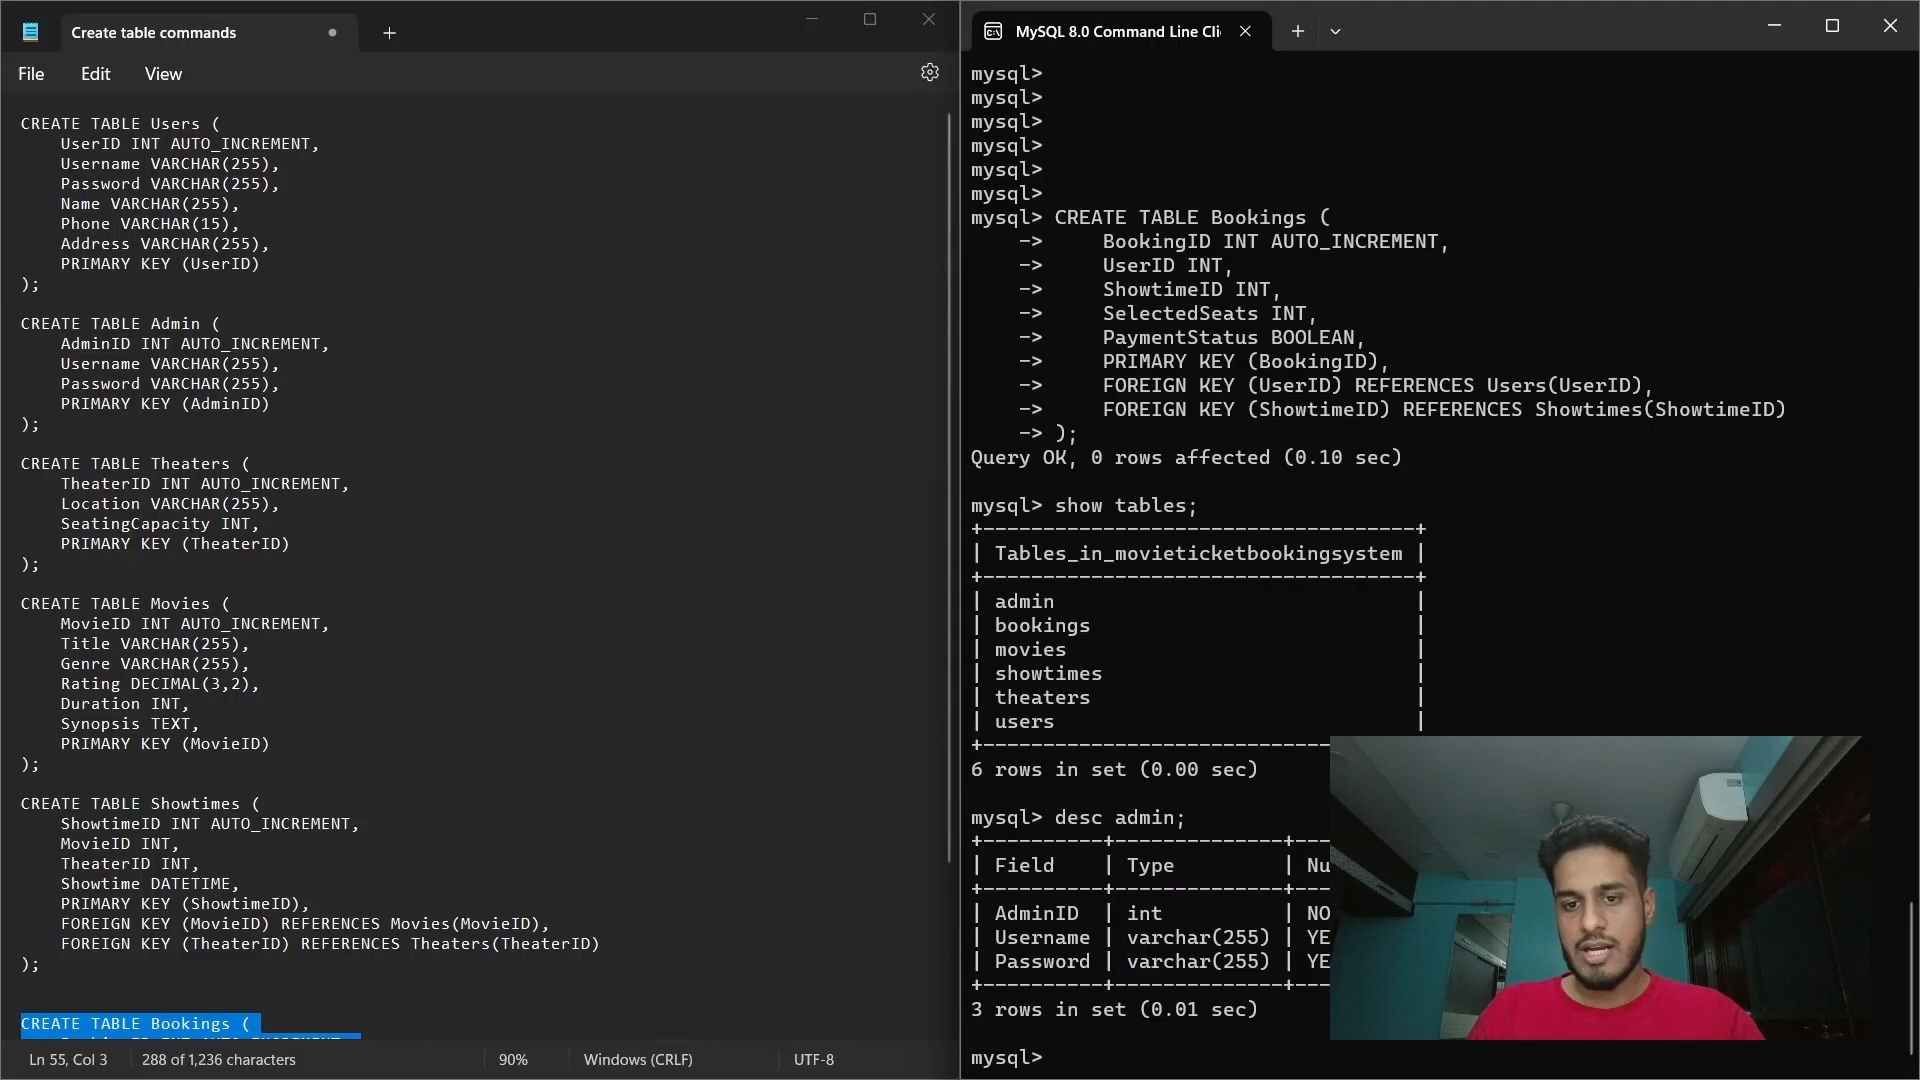 Create table commands
File Edit View
CREATE TABLE Users (
UserID INT AUTO_INCREMENT,
Username VARCHAR(255),
Password VARCHAR(255),
Name VARCHAR(255),
Phone VARCHAR(15),
Address VARCHAR(255),
PRIMARY KEY (UserID)
);
CREATE TABLE Admin (
AdminID INT AUTO_INCREMENT,
Username VARCHAR(255),
Password VARCHAR(255),
PRIMARY KEY (AdminID)
);
CREATE TABLE Theaters (
TheaterID INT AUTO_INCREMENT,
Location VARCHAR(255),
SeatingCapacity INT,
PRIMARY KEY (TheaterID)
);
CREATE TABLE Movies (
MovieID INT AUTO_INCREMENT,
Title VARCHAR(255),
Genre VARCHAR(255),
Rating DECIMAL(3,2),
Duration INT,
Synopsis TEXT,
PRIMARY KEY (MovieID)
);
CREATE TABLE Showtimes (
ShowtimeID INT AUTO_INCREMENT,
MovieID INT,
TheaterID INT,
Showtime DATETIME,
PRIMARY KEY (ShowtimeID),
FOREIGN KEY (MovieID) REFERENCES Movies(MovieID),
FOREIGN KEY (TheaterID) REFERENCES Theaters(TheaterID)
);
CREATE TABLE Bookings (
Ln 55, Col 3 288 of 1,236 characters 90% Windows (CRLF) UTF-8
MySQL 8.0 Command Line Cli
mysql>
mysql>
mysql>
mysql>
mysql>
mysql>
mysql> CREATE TABLE Bookings (
-> BookingID INT AUTO_INCREMENT,
-> UserID INT,
-> ShowtimeID INT,
-> SelectedSeats INT,
-> PaymentStatus BOOLEAN,
-> PRIMARY KEY (BookingID),
-> FOREIGN KEY (UserID) REFERENCES Users(UserID),
-> FOREIGN KEY (ShowtimeID) REFERENCES Showtimes(ShowtimeID)
-> );
Query OK, 0 rows affected (0.10 sec)
mysql> show tables;
+----------------------------------+
| Tables_in_movieticketbookingsystem |
+----------------------------------+
| admin |
| bookings |
| movies |
| showtimes |
| theaters |
| users |
+-----------------------------
6 rows in set (0.00 sec)
mysql> desc admin;
+----------+--------------+---
| Field | Type | Nu
+----------+--------------+---
| AdminID | int | NO
| Username | varchar(255) | YE
| Password | varchar(255) | YE
+----------+--------------+---
3 rows in set (0.01 sec)
mysql>